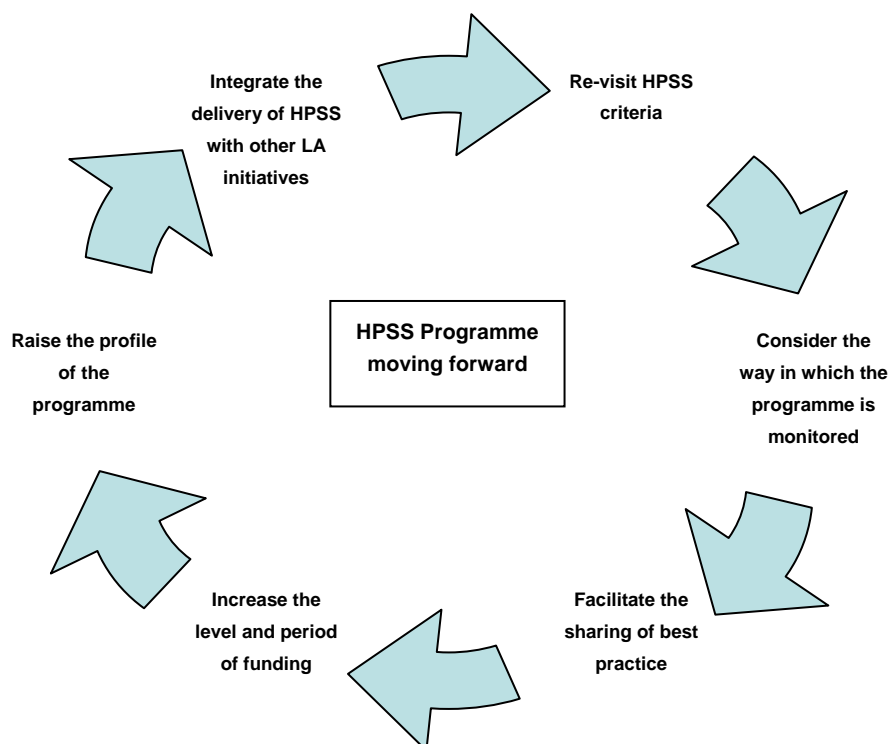 Integrate the
delivery of HPSS
with other LA
initiatives
Re-visit HPSS
criteria
Consider the
way in which the
programme is
monitored
Facilitate the
sharing of best
practice
Increase the
level and period
of funding
Raise the profile
of the
programme
HPSS Programme
moving forward